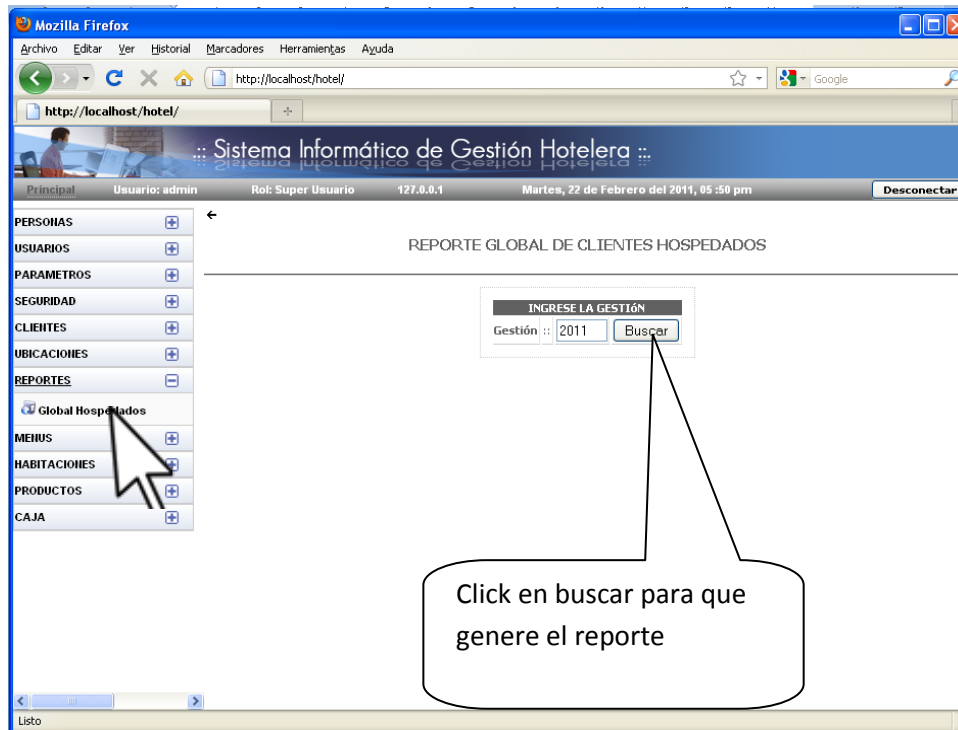 Mozilla Firefox
Archivo Editar Ver Historial Marcadores Herramientas Ayuda
http://localhost/hotel/ Google
http://localhost/hotel/
.:: Sistema Informático de Gestión Hotelera ::.
Principal Usuario: admin Rol: Super Usuario 127.0.0.1 Martes, 22 de Febrero del 2011, 05 :50 pm Desconectar
PERSONAS
USUARIOS
PARAMETROS
SEGURIDAD
CLIENTES
UBICACIONES
REPORTES
Global Hospedados
MENUS
HABITACIONES
PRODUCTOS
CAJA
REPORTE GLOBAL DE CLIENTES HOSPEDADOS
INGRESE LA GESTIóN
Gestión :: 2011 Buscar
Click en buscar para que
genere el reporte
Listo